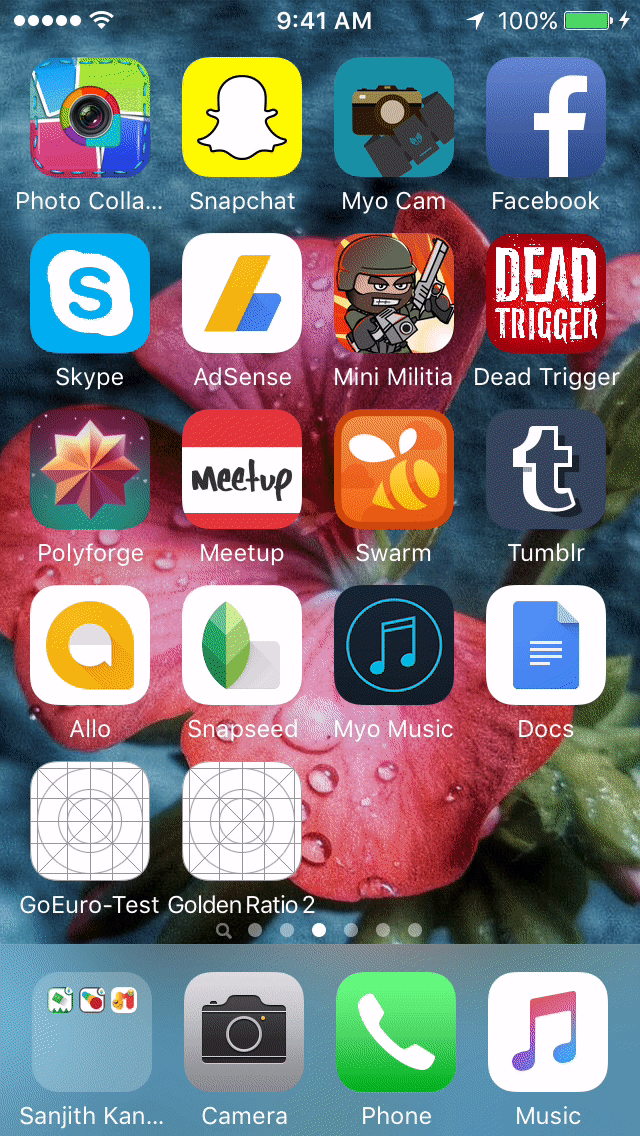 9:41 AM 100%
Photo Colla... Snapchat Myo Cam Facebook
DEAD
TRIGGER
Skype AdSense Mini Militia Dead Trigger
Meetup
Polyforge Meetup Swarm Tumblr
Allo Snapseed Myo Music Docs
GoEuro-Test Golden Ratio 2
Sanjith Kan... Camera Phone Music